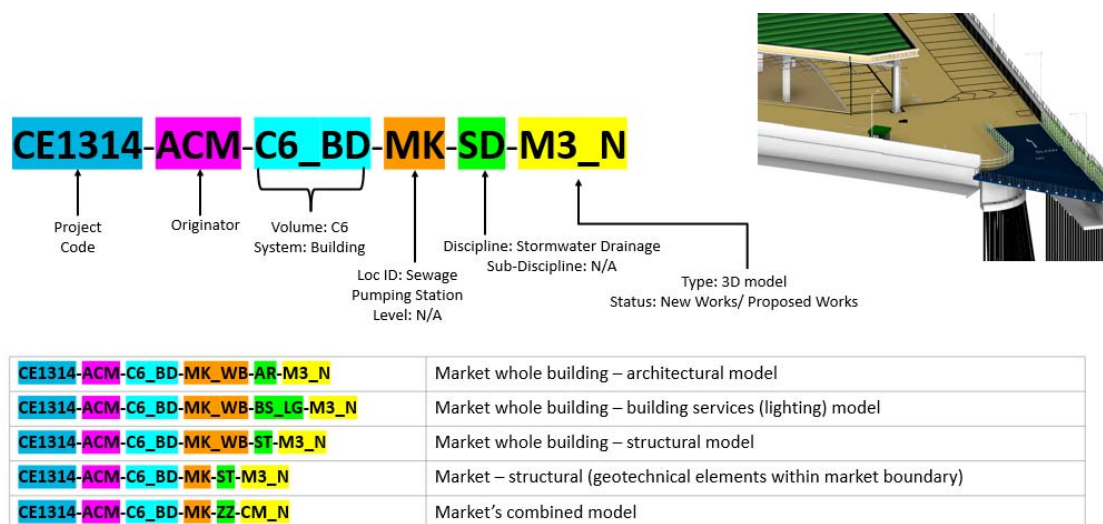 CE1314-ACM-C6_BD-MK-SD-M3_N
Project
Code
Originator
Volume: C6
System: Building
Loc ID: Sewage
Pumping Station
Level: N/A
Discipline: Stormwater Drainage
Sub-Discipline: N/A
Type: 3D model
Status: New Works/ Proposed Works
CE1314-ACM-C6_BD-MK_WB-AR-M3_N Market whole building – architectural model
CE1314-ACM-C6_BD-MK_WB-BS_LG-M3_N Market whole building – building services (lighting) model
CE1314-ACM-C6_BD-MK_WB-ST-M3_N Market whole building – structural model
CE1314-ACM-C6_BD-MK-ST-M3_N Market – structural (geotechnical elements within market boundary)
CE1314-ACM-C6_BD-MK-ZZ-CM_N Market's combined model